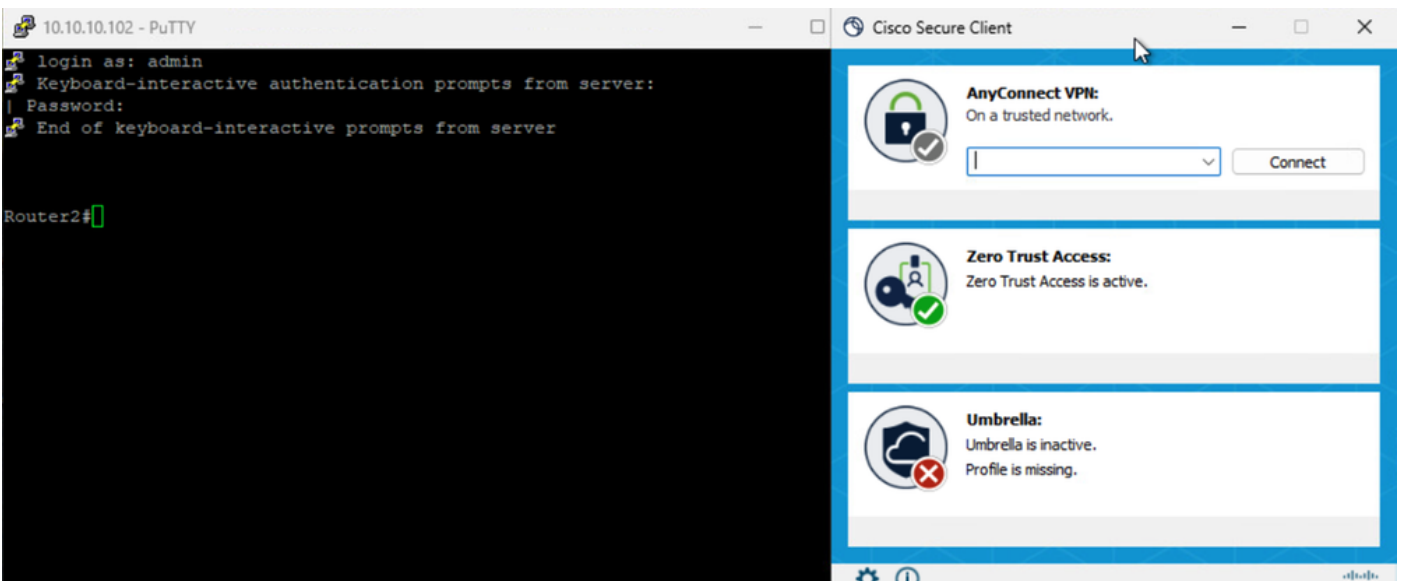 10.10.10.102 - PuTTY
login as: admin
Keyboard-interactive authentication prompts from server:
| Password:
End of keyboard-interactive prompts from server
Router2#
Cisco Secure Client
AnyConnect VPN:
On a trusted network.
Connect
Zero Trust Access:
Zero Trust Access is active.
Umbrella:
Umbrella is inactive.
Profile is missing.